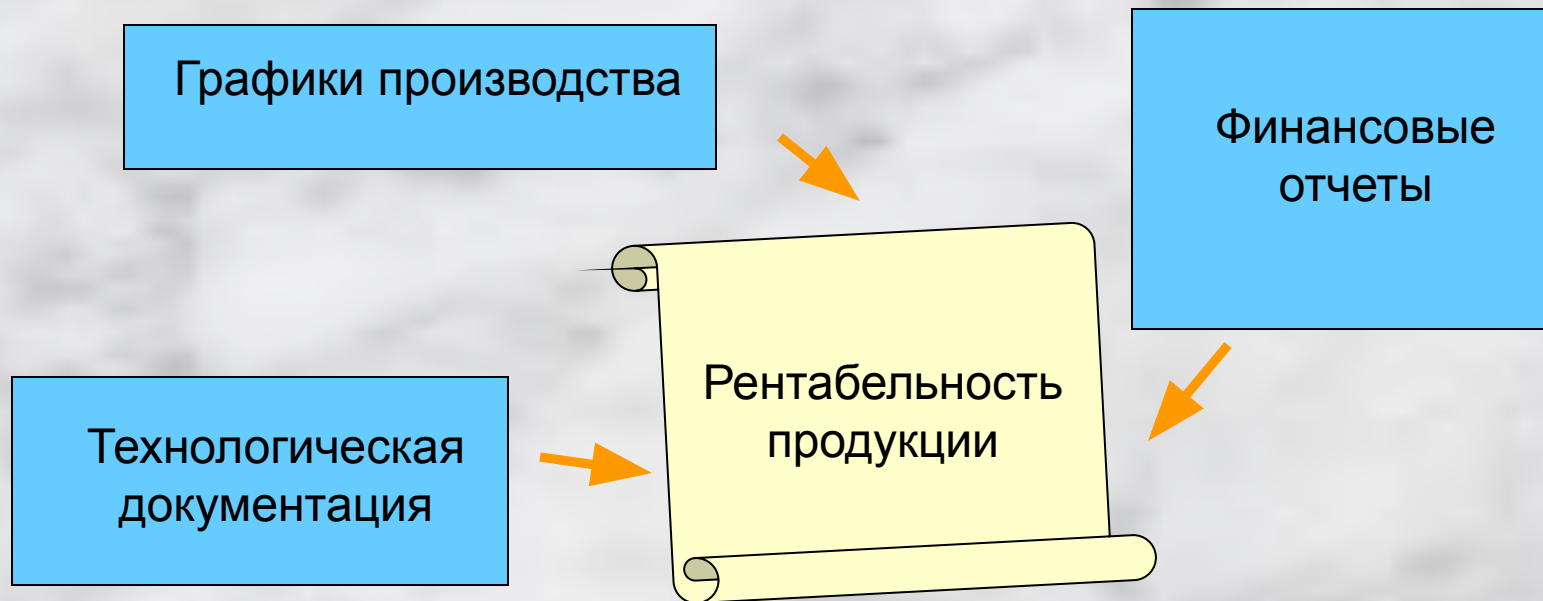 Графики производства
Финансовые
отчеты
Рентабельность
продукции
Технологическая
документация